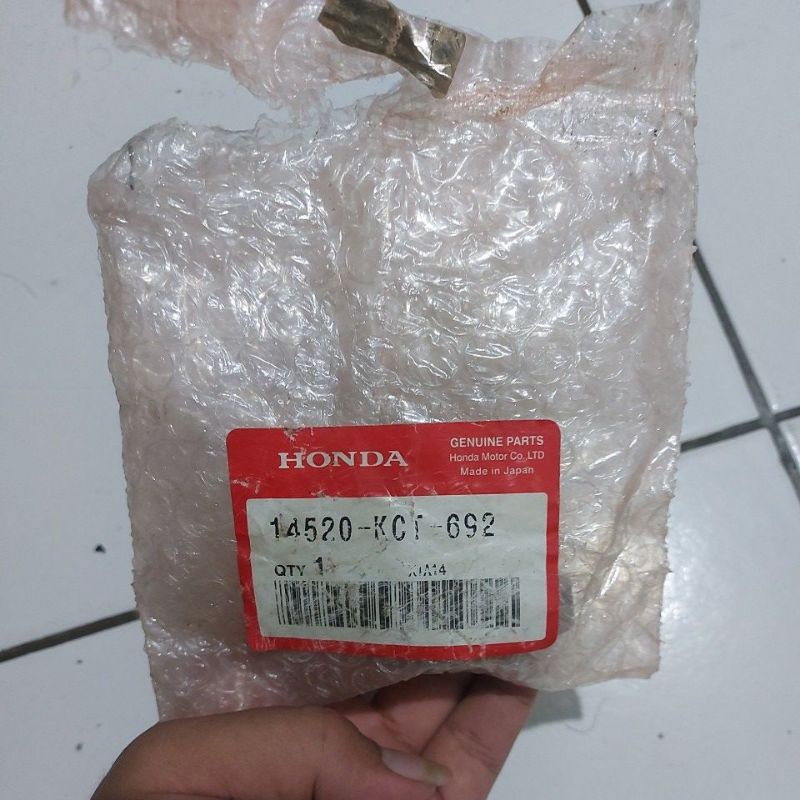 HONDA
GENUINE PARTS
Honda Motor Co., LTD
Made in Japan
14520-KCT-692
QTY 1